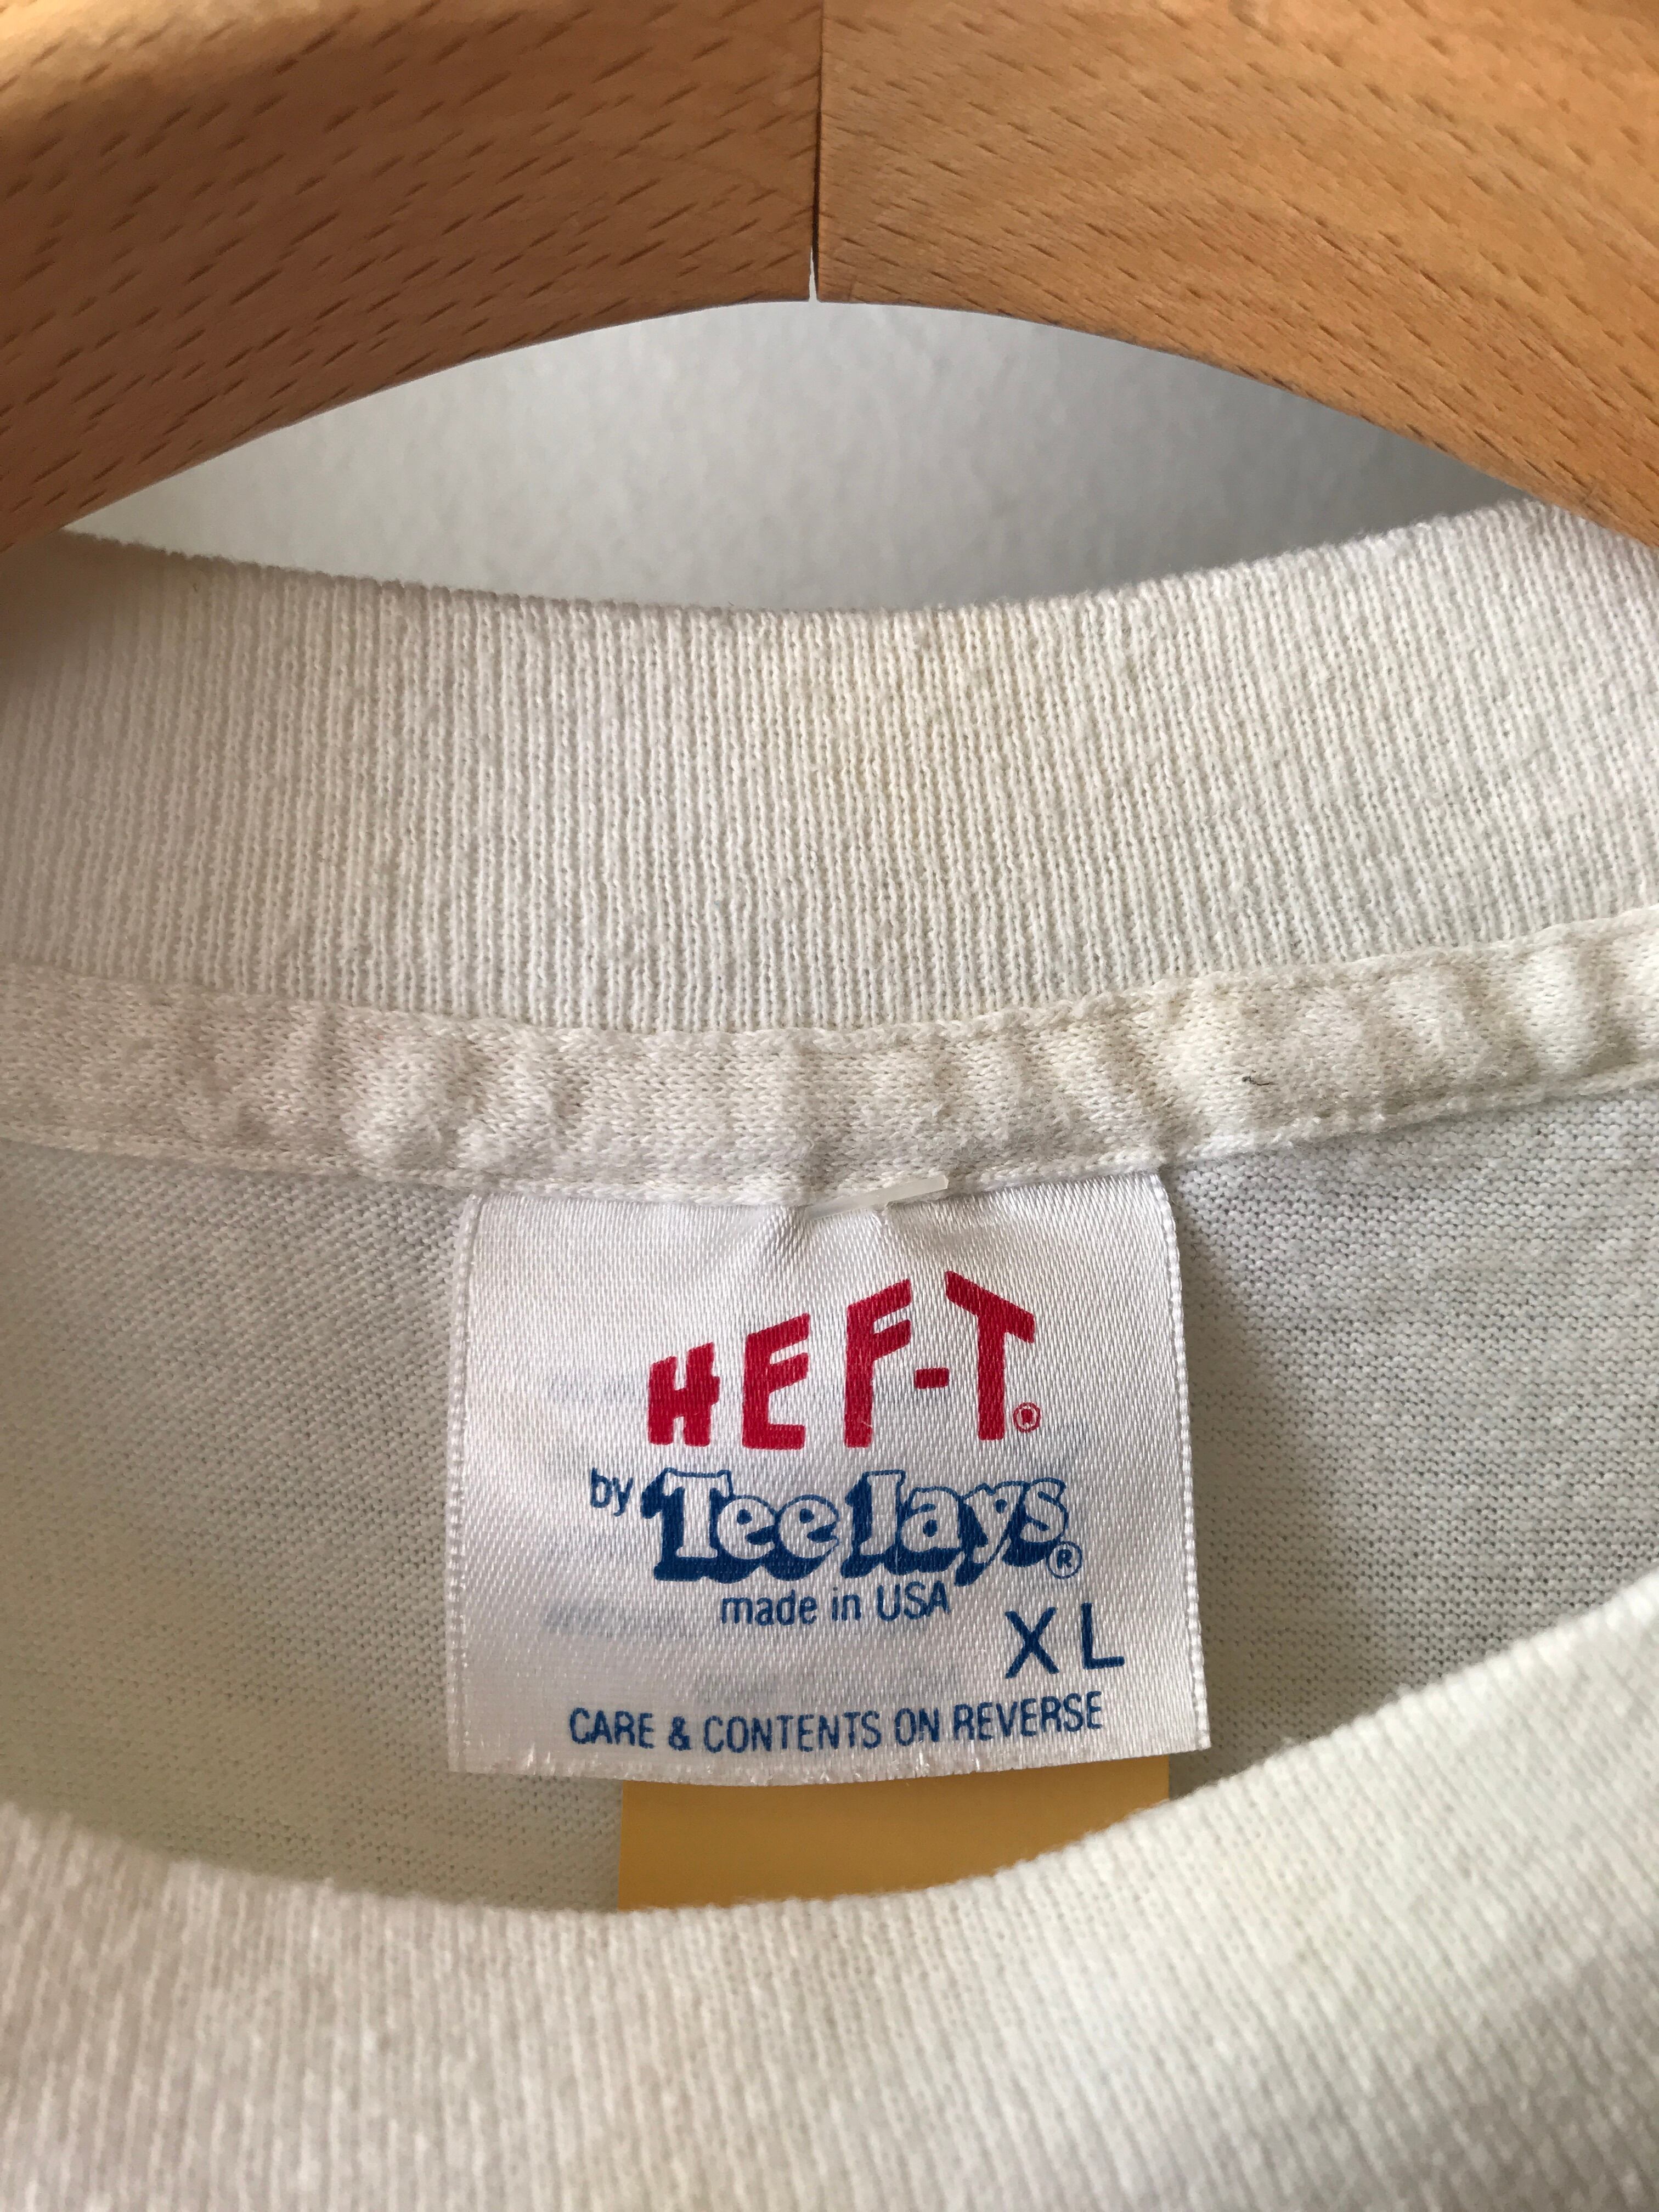 HEF-T®
by Tee Jays®
made in USA
XL
CARE & CONTENTS ON REVERSE